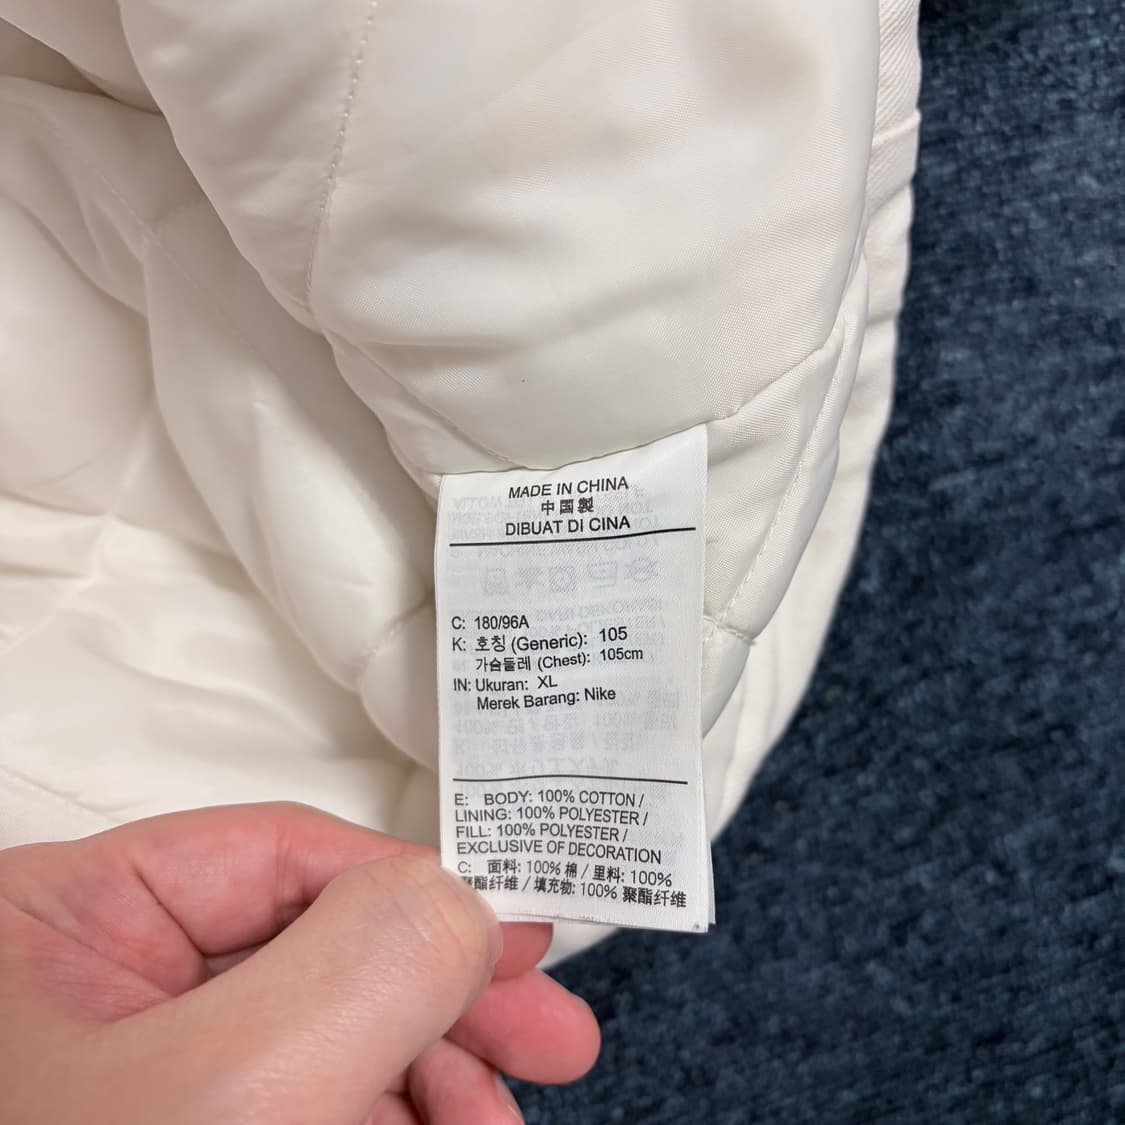 MADE IN CHINA
中国製
DIBUAT DI CINA
C: 180/96A
K: 호칭 (Generic): 105
가슴둘레 (Chest): 105cm
IN: Ukuran: XL
Merek Barang: Nike
E: BODY: 100% COTTON /
LINING: 100% POLYESTER /
FILL: 100% POLYESTER /
EXCLUSIVE OF DECORATION
C: 面料: 100% 棉 / 里料: 100%
聚酯纤维 / 填充物: 100% 聚酯纤维